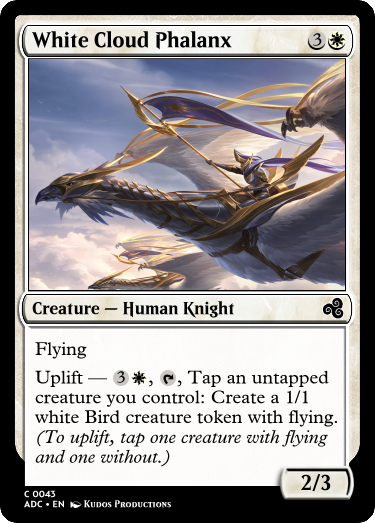 White Cloud Phalanx 3
Creature — Human Knight
Flying
Uplift — 3, , Tap an untapped
creature you control: Create a 1/1
white Bird creature token with flying.
(To uplift, tap one creature with flying
and one without.)
2/3
C 0043
ADC • EN Kudos Productions